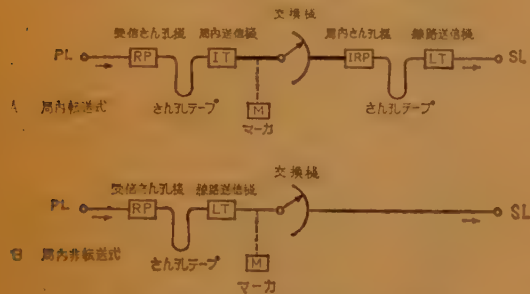 交換機
受信さん孔機 局内送信機 局内さん孔機 線路送信機
PL RP IT IRP LT SL
さん孔テープ M さん孔テープ
A 局内転送式 マーカ
交換機
受信さん孔機 線路送信機
PL RP LT SL
さん孔テープ M
B 局内非転送式 マーカ